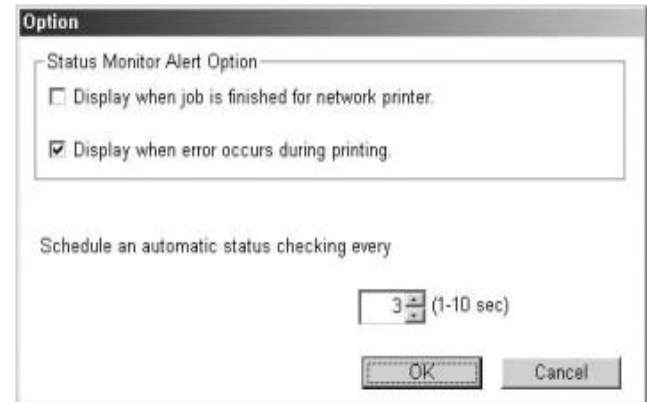 Option
Status Monitor Alert Option
Display when job is finished for network printer.
Display when error occurs during printing.
Schedule an automatic status checking every
3 (1-10 sec)
OK Cancel